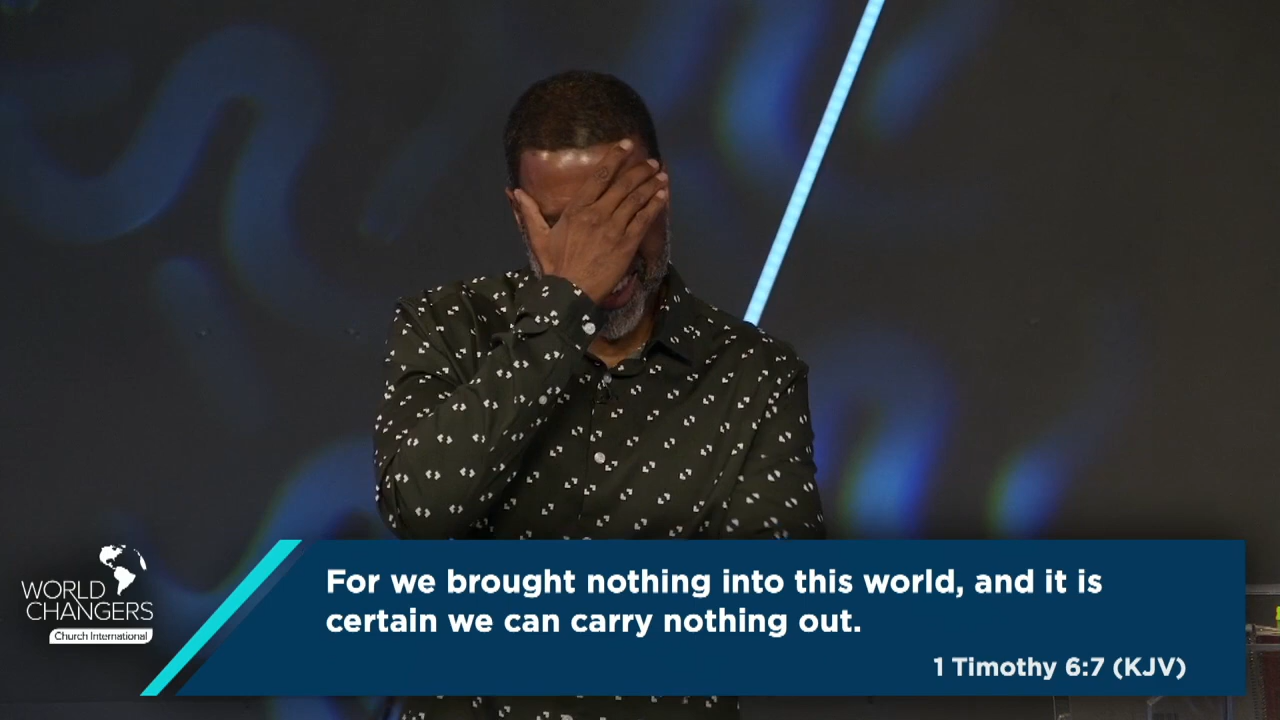 For we brought nothing into this world, and it is
certain we can carry nothing out.
1 Timothy 6:7 (KJV)
WORLD
CHANGERS
Church International